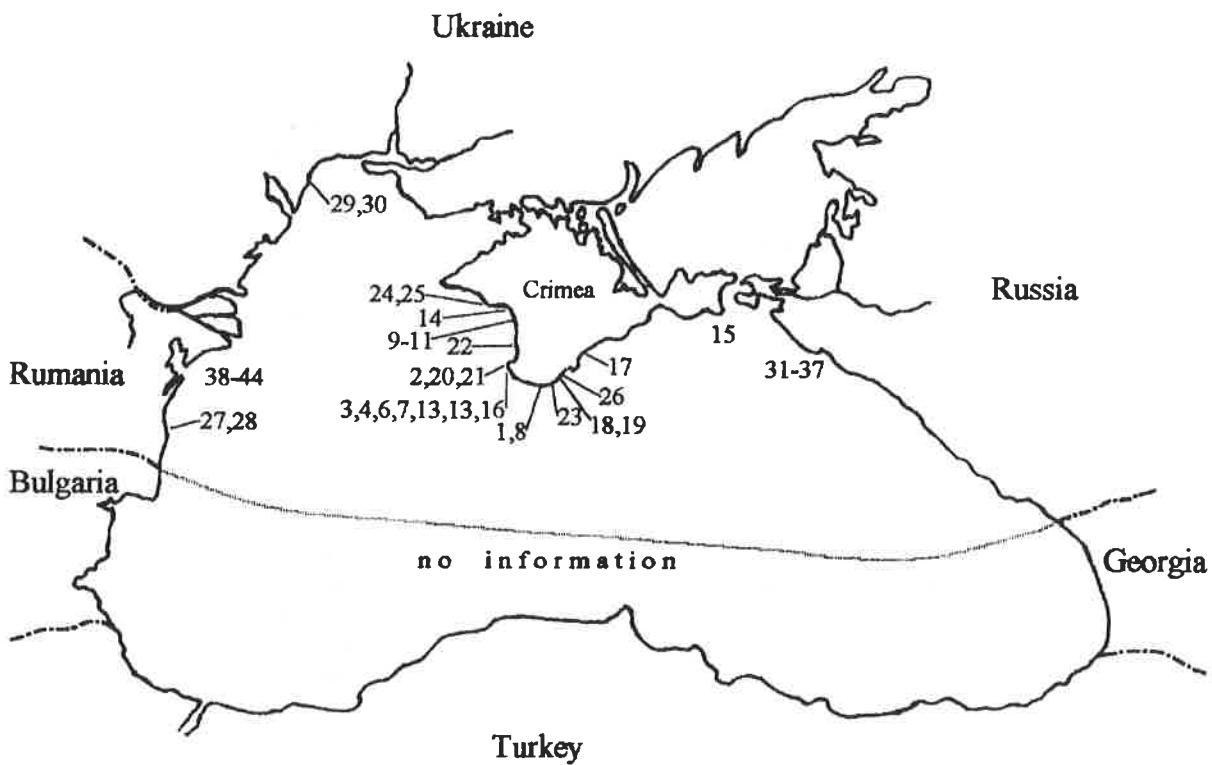 Ukraine
29,30
Crimea
24,25
Russia
14
9-11
15
22
17
31-37
Rumania
38-44
2,20,21
26
3,4,6,7,13,13,16
27,28
1,8
23
18,19
Bulgaria
no information
Georgia
Turkey